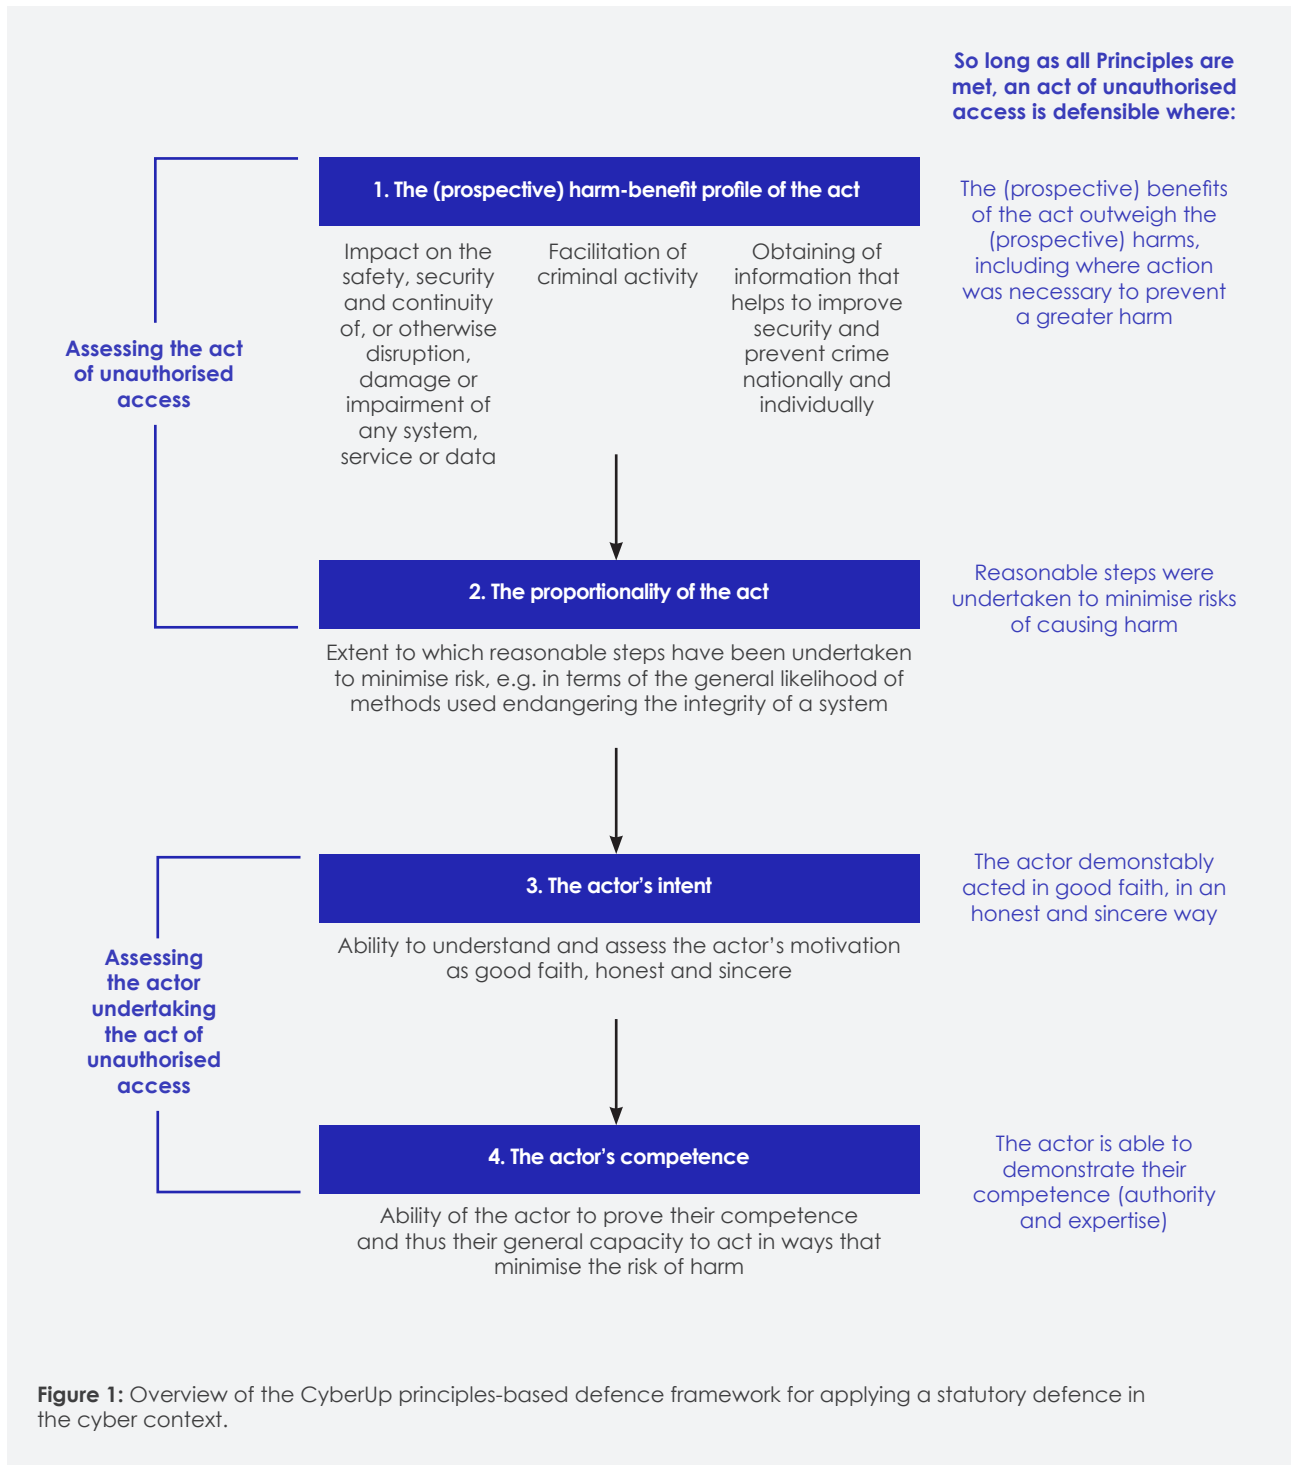 So long as all Principles are
met, an act of unauthorised
access is defensible where:
Assessing the act
of unauthorised
access
1. The (prospective) harm-benefit profile of the act
Impact on the
safety, security
and continuity
of, or otherwise
disruption,
damage or
impairment of
any system,
service or data
Facilitation of
criminal activity
Obtaining of
information that
helps to improve
security and
prevent crime
nationally and
individually
The (prospective) benefits
of the act outweigh the
(prospective) harms,
including where action
was necessary to prevent
a greater harm
2. The proportionality of the act
Extent to which reasonable steps have been undertaken
to minimise risk, e.g. in terms of the general likelihood of
methods used endangering the integrity of a system
Reasonable steps were
undertaken to minimise risks
of causing harm
Assessing
the actor
undertaking
the act of
unauthorised
access
3. The actor’s intent
Ability to understand and assess the actor’s motivation
as good faith, honest and sincere
The actor demonstably
acted in good faith, in an
honest and sincere way
4. The actor’s competence
Ability of the actor to prove their competence
and thus their general capacity to act in ways that
minimise the risk of harm
The actor is able to
demonstrate their
competence (authority
and expertise)
Figure 1: Overview of the CyberUp principles-based defence framework for applying a statutory defence in
the cyber context.